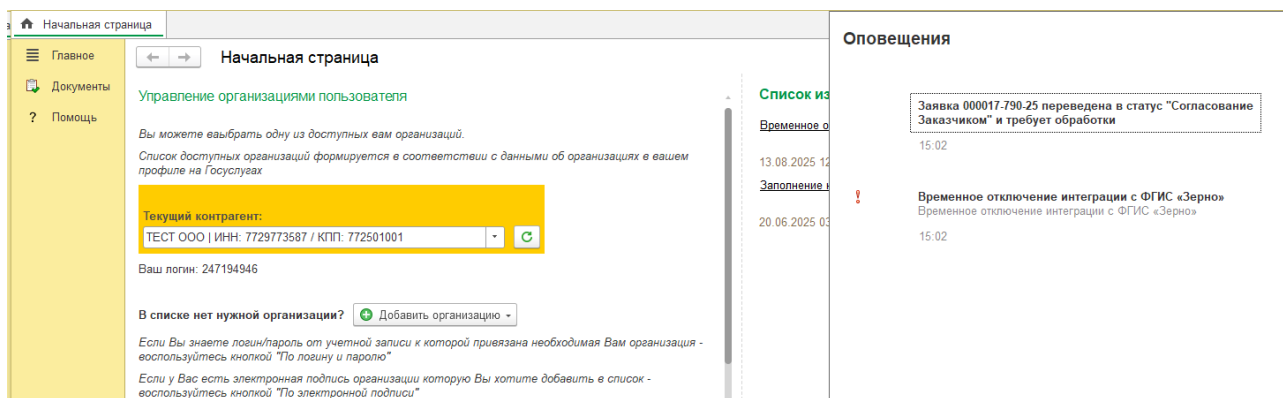 Начальная страница
Главное
Документы
? Помощь
Начальная страница
Управление организациями пользователя
Вы можете ваыбрать одну из доступных вам организаций.
Список доступных организаций формируется в соответствии с данными об организациях в вашем
профиле на Госуслугах
Текущий контрагент:
ТЕСТ ООО | ИНН: 7729773587 / КПП: 772501001
Ваш логин: 247194946
В списке нет нужной организации?
Добавить организацию
Если Вы знаете логин/пароль от учетной записи к которой привязана необходимая Вам организация -
воспользуйтесь кнопкой "По логину и паролю"
Если у Вас есть электронная подпись организации которую Вы хотите добавить в список -
воспользуйтесь кнопкой "По электронной подписи"
Список из
Временное о
13.08.2025 12
Заполнение н
20.06.2025 03
Оповещения
Заявка 000017-790-25 переведена в статус "Согласование
Заказчиком" и требует обработки
15:02
Временное отключение интеграции с ФГИС «Зерно»
Временное отключение интеграции с ФГИС «Зерно»
15:02